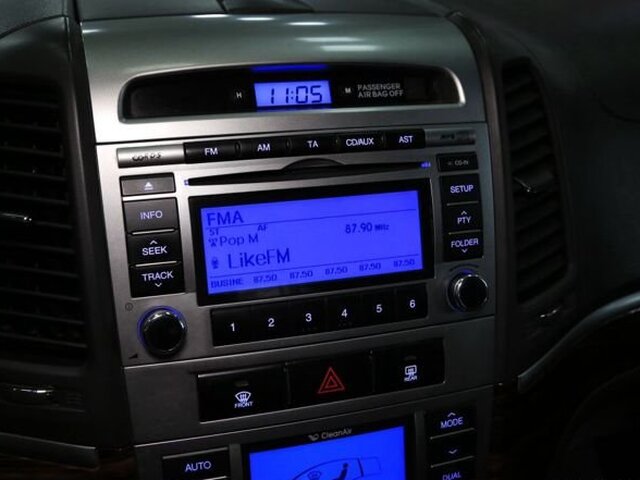 H 11:05 M PASSENGER
AIR BAG OFF
FM AM TA CD/AUX AST
CD-IN
INFO
SEEK
TRACK
SETUP
PTY
FOLDER
FMA
ST AF 87.90 MHz
Pop M
LikeFM
BUSINE 87.50 87.50 87.50 87.50 87.50
1 2 3 4 5 6
FRONT
REAR
CleanAir
AUTO
MODE
DUAL